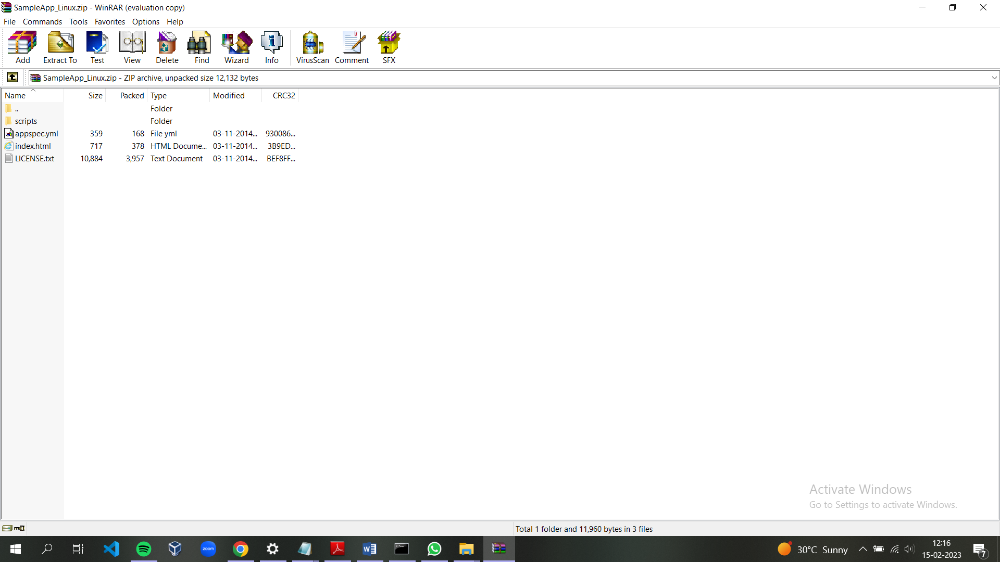 SampleApp_Linux.zip - WinRAR (evaluation copy)
File Commands Tools Favorites Options Help
Add Extract To Test View Delete Find Wizard Info VirusScan Comment SFX
SampleApp_Linux.zip - ZIP archive, unpacked size 12,132 bytes
Name Size Packed Type Modified CRC32
.. Folder
scripts Folder
appspec.yml 359 168 File yml 03-11-2014... 930086...
index.html 717 378 HTML Docume... 03-11-2014... 3B9ED...
LICENSE.txt 10,884 3,957 Text Document 03-11-2014... BEF8FF...
Activate Windows
Go to Settings to activate Windows.
Total 1 folder and 11,960 bytes in 3 files
zoom
30°C Sunny
12:16
15-02-2023
7